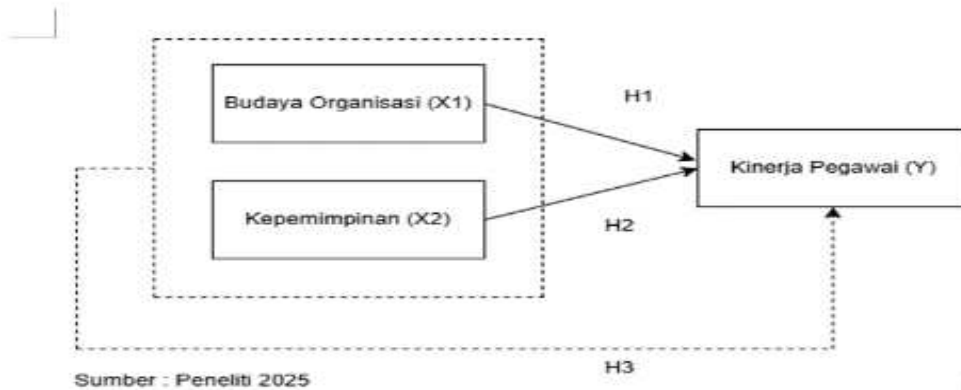 Budaya Organisasi (X1)
H1
Kinerja Pegawai (Y)
Kepemimpinan (X2)
H2
H3
Sumber : Peneliti 2025